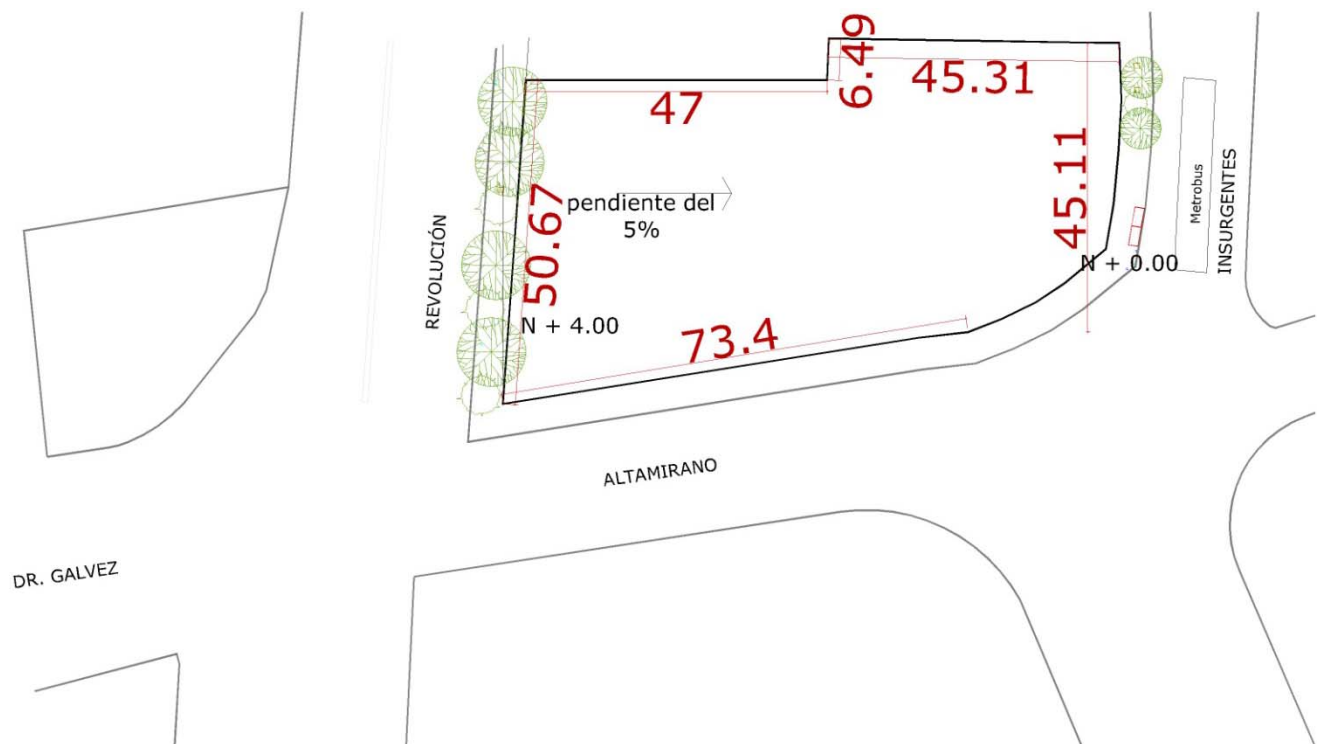 6.49
45.31
47
45.11
Metrobus
INSURGENTES
pendiente del
5%
50.67
REVOLUCIÓN
N + 0.00
N + 4.00
73.4
ALTAMIRANO
DR. GALVEZ